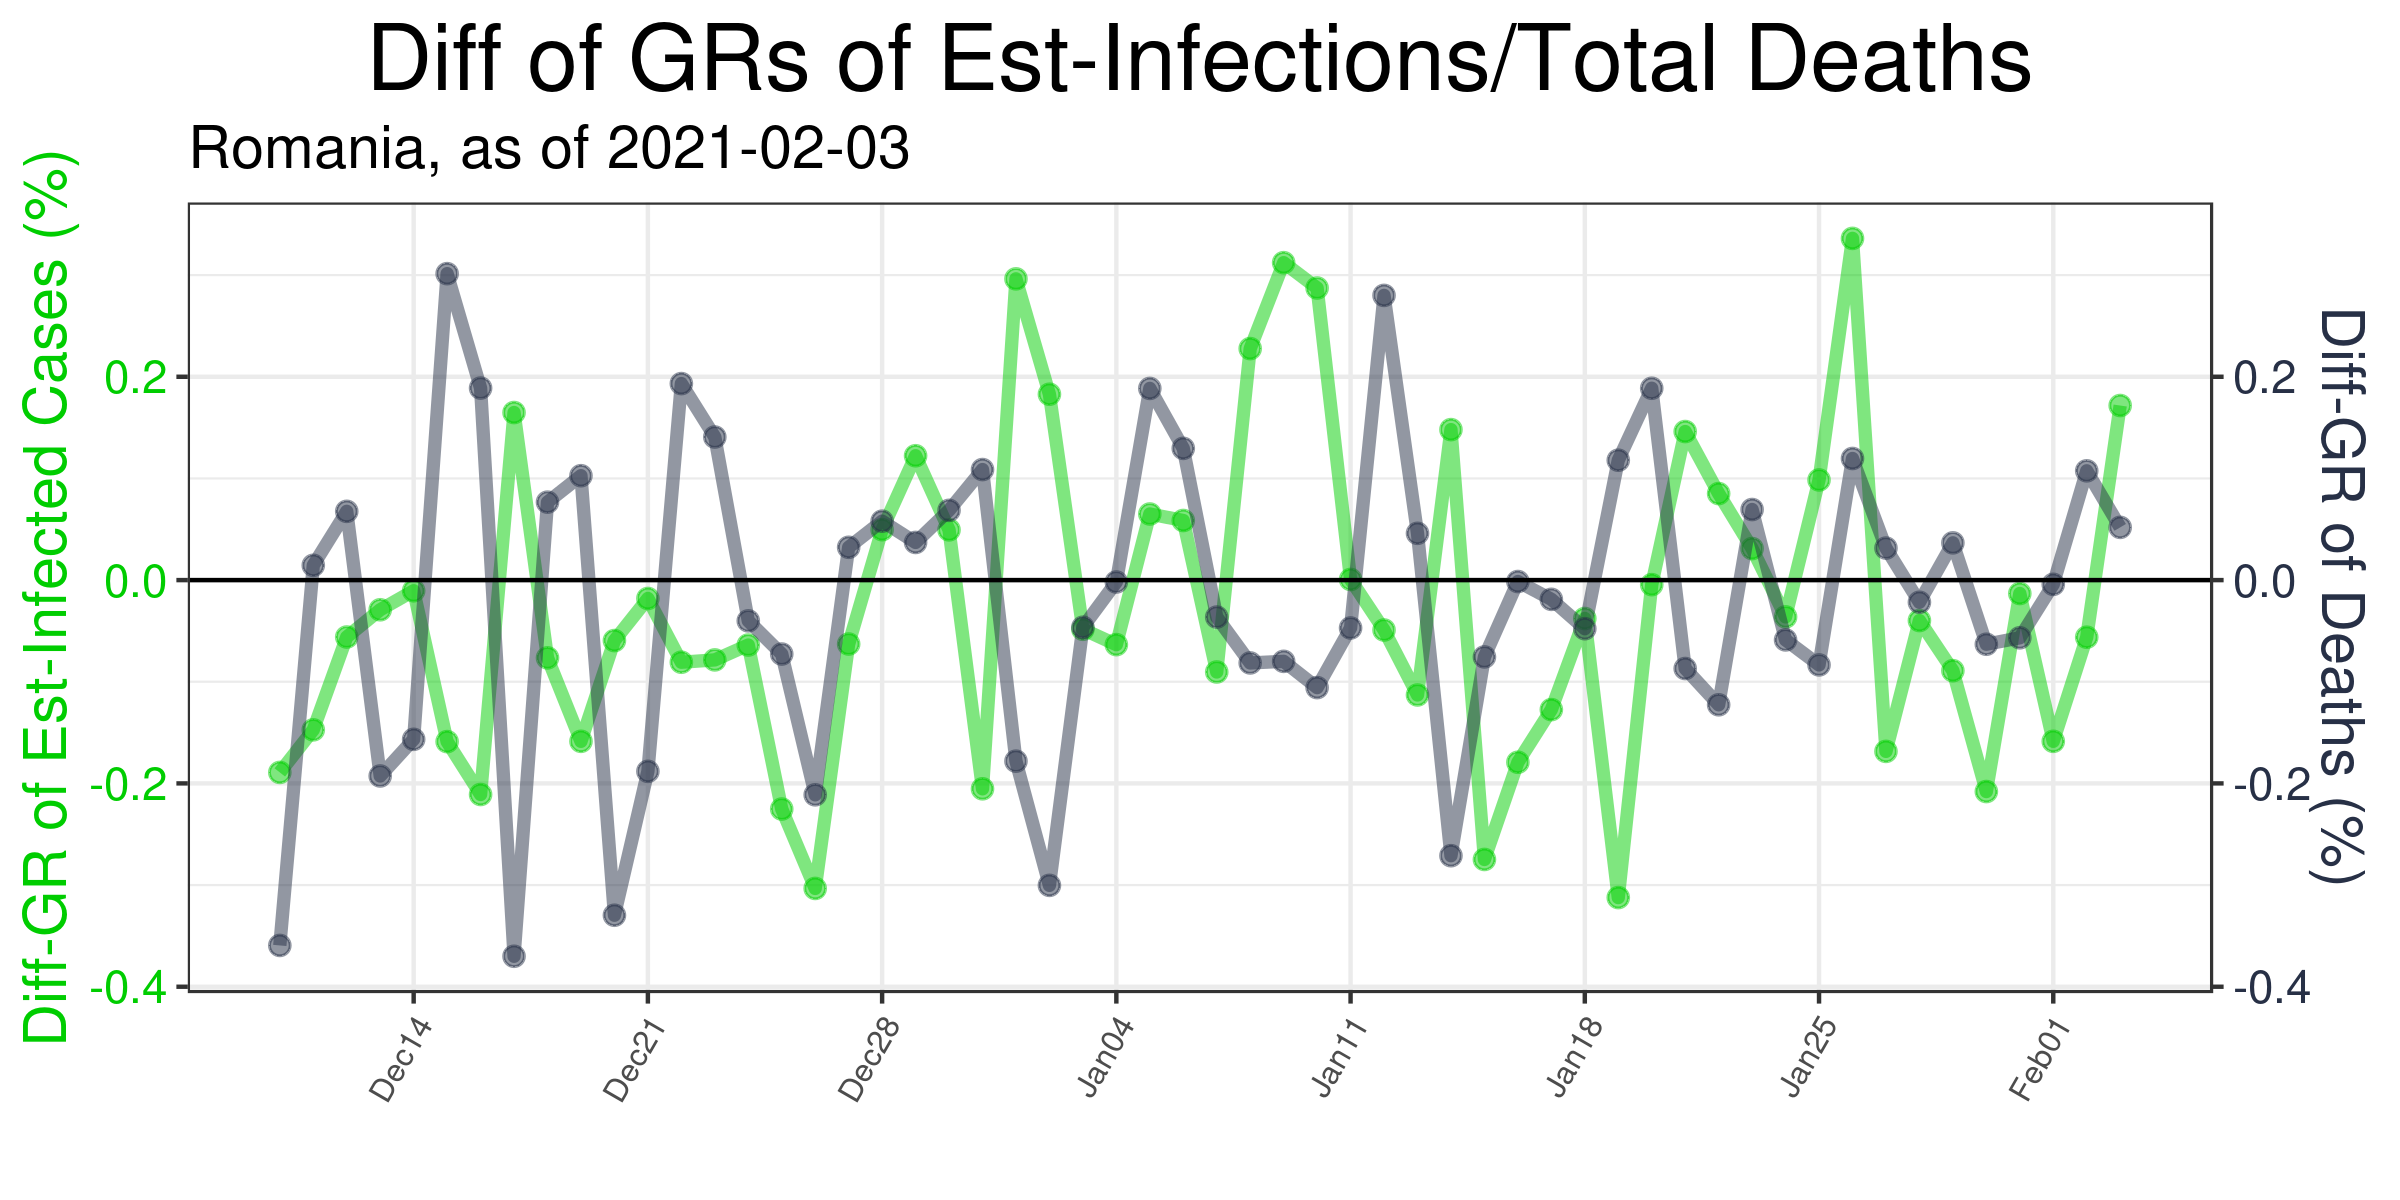 Diff of GRs of Est-Infections/Total Deaths
Romania, as of 2021-02-03
Diff-GR of Est-Infected Cases (%)
0.2
0.0
-0.2
-0.4
0.2
0.0
-0.2
-0.4
Diff-GR of Deaths (%)
Dec14
Dec21
Dec28
Jan04
Jan11
Jan18
Jan25
Feb01